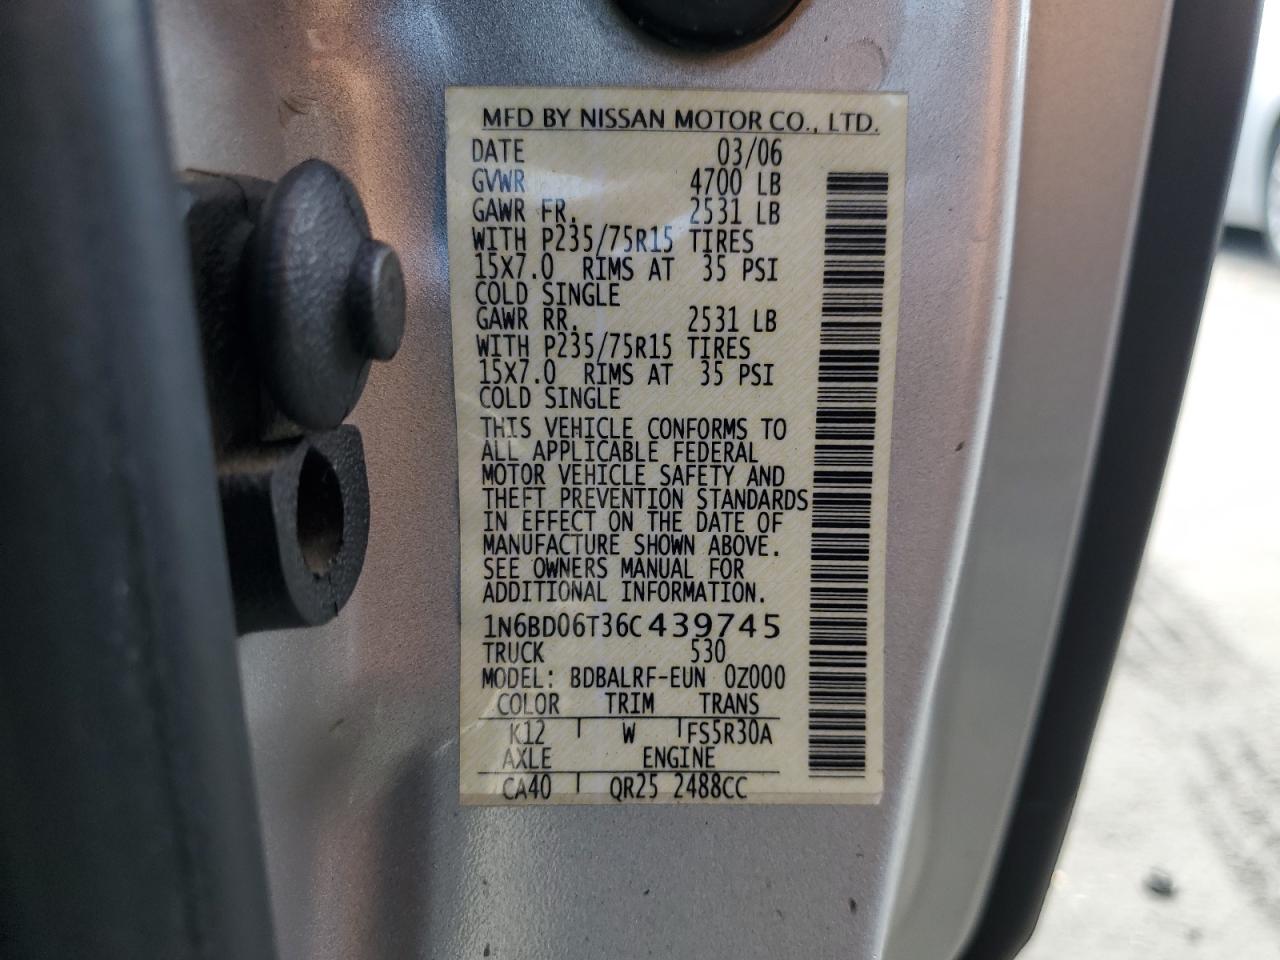 MFD BY NISSAN MOTOR CO., LTD.
DATE 03/06
GVWR 4700 LB
GAWR FR. 2531 LB
WITH P235/75R15 TIRES
15X7.0 RIMS AT 35 PSI
COLD SINGLE
GAWR RR. 2531 LB
WITH P235/75R15 TIRES
15X7.0 RIMS AT 35 PSI
COLD SINGLE
THIS VEHICLE CONFORMS TO
ALL APPLICABLE FEDERAL
MOTOR VEHICLE SAFETY AND
THEFT PREVENTION STANDARDS
IN EFFECT ON THE DATE OF
MANUFACTURE SHOWN ABOVE.
SEE OWNERS MANUAL FOR
ADDITIONAL INFORMATION.
1N6BD06T36C439745
TRUCK 530
MODEL: BDBALRF-EUN 0Z000
COLOR TRIM TRANS
K12 W FS5R30A
AXLE ENGINE
CA40 QR25 2488CC